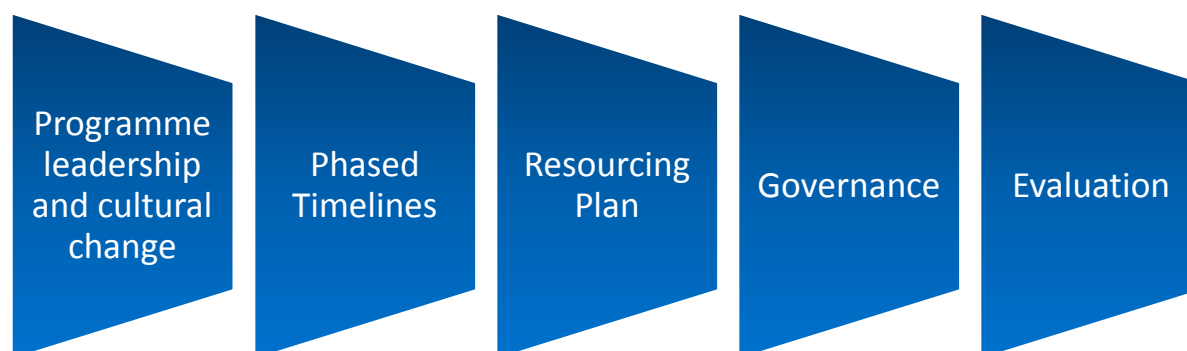 Programme
leadership
and cultural
change
Phased
Timelines
Resourcing
Plan
Governance
Evaluation